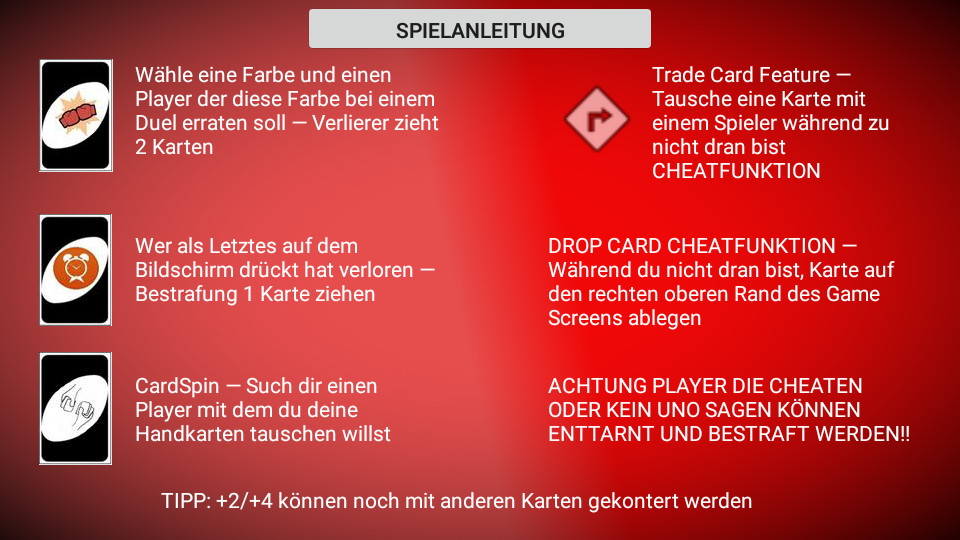 SPIELANLEITUNG
Wähle eine Farbe und einen
Player der diese Farbe bei einem
Duel erraten soll — Verlierer zieht
2 Karten
Trade Card Feature —
Tausche eine Karte mit
einem Spieler während zu
nicht dran bist
CHEATFUNKTION
Wer als Letztes auf dem
Bildschirm drückt hat verloren —
Bestrafung 1 Karte ziehen
DROP CARD CHEATFUNKTION —
Während du nicht dran bist, Karte auf
den rechten oberen Rand des Game
Screens ablegen
CardSpin — Such dir einen
Player mit dem du deine
Handkarten tauschen willst
ACHTUNG PLAYER DIE CHEATEN
ODER KEIN UNO SAGEN KÖNNEN
ENTTARNT UND BESTRAFT WERDEN!!
TIPP: +2/+4 können noch mit anderen Karten gekontert werden